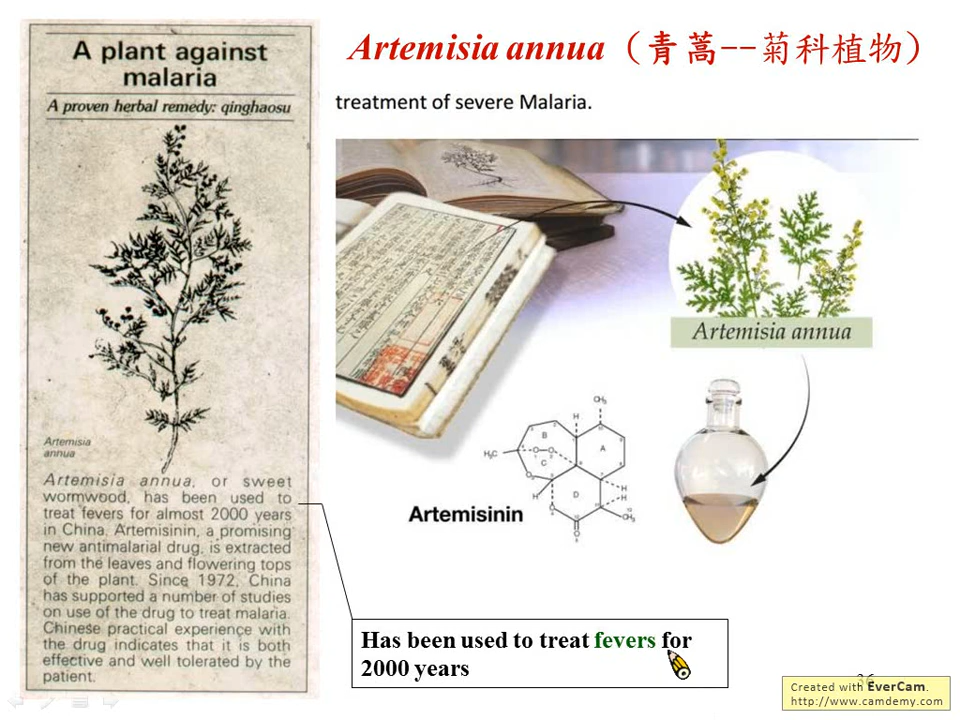 Artemisia annua (青蒿--菊科植物)
treatment of severe Malaria.
A plant against
malaria
A proven herbal remedy: qinghaosu
Artemisia
annua
Artemisia annua, or sweet
wormwood, has been used to
treat fevers for almost 2000 years
in China. Artemisinin, a promising
new antimalarial drug, is extracted
from the leaves and flowering tops
of the plant. Since 1972, China
has supported a number of studies
on use of the drug to treat malaria.
Chinese practical experience with
the drug indicates that it is both
effective and well tolerated by the
patient.
Artemisia annua
CH₃
H
B
A
H₃C
O
O
C
O
H
D
H
H
O
CH₃
O
Artemisinin
Has been used to treat fevers for
2000 years
36
Created with EverCam.
http://www.camdemy.com